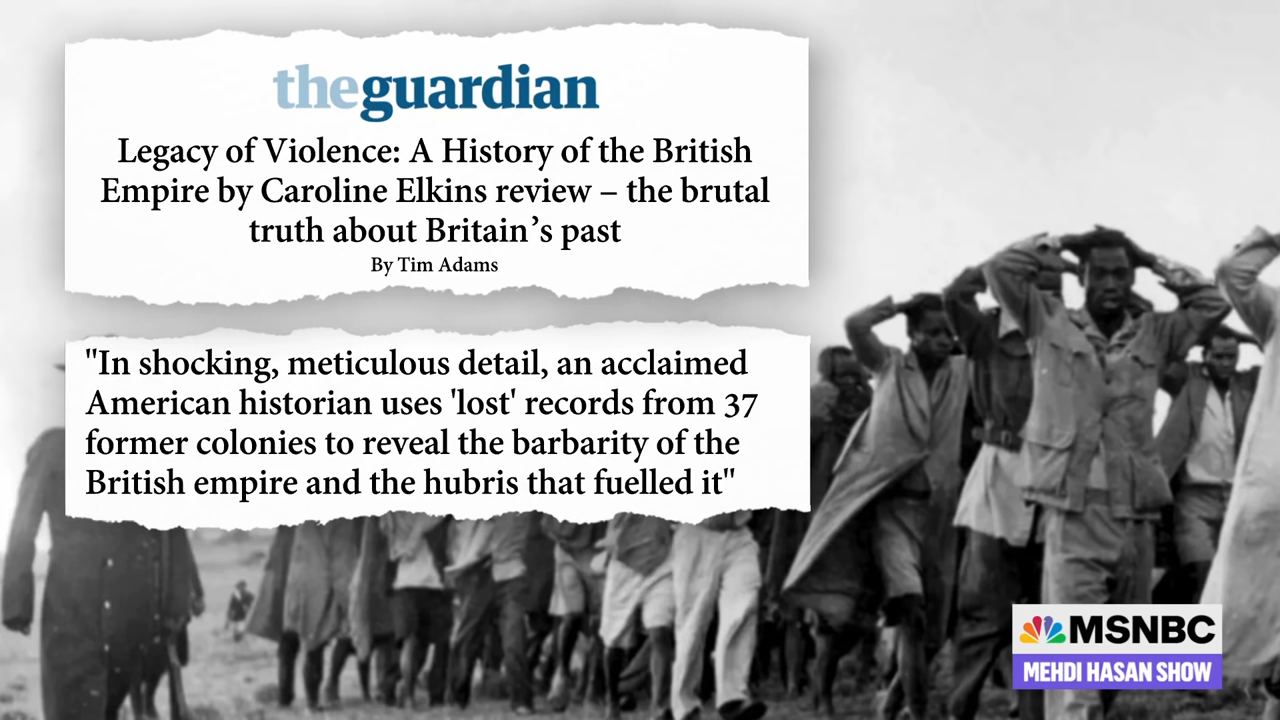 theguardian
Legacy of Violence: A History of the British
Empire by Caroline Elkins review – the brutal
truth about Britain’s past
By Tim Adams
"In shocking, meticulous detail, an acclaimed
American historian uses 'lost' records from 37
former colonies to reveal the barbarity of the
British empire and the hubris that fuelled it"
MSNBC
MEHDI HASAN SHOW